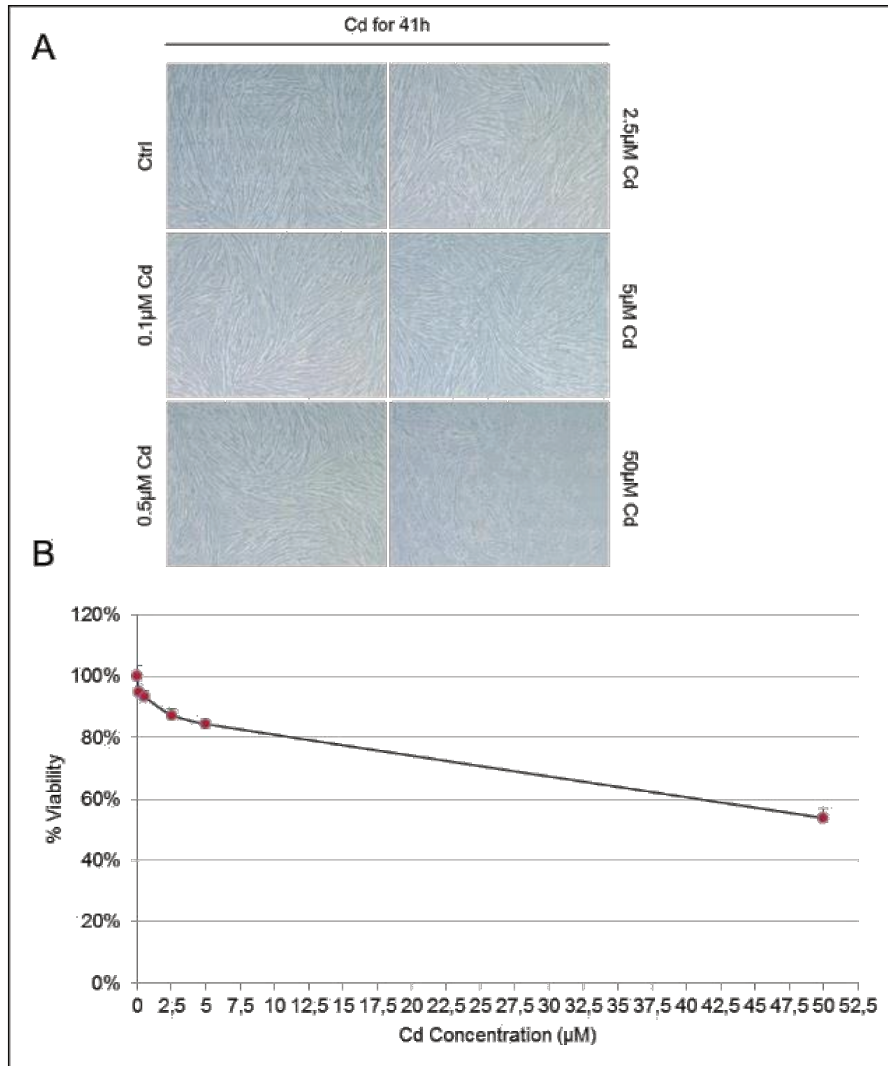 A
Cd for 41h
Ctrl
2.5µM Cd
0.1µM Cd
5µM Cd
0.5µM Cd
50µM Cd
B
120%
100%
80%
60%
40%
20%
0%
% Viability
0 2,5 5 7,5 10 12,5 15 17,5 20 22,5 25 27,5 30 32,5 35 37,5 40 42,5 45 47,5 50 52,5
Cd Concentration (µM)